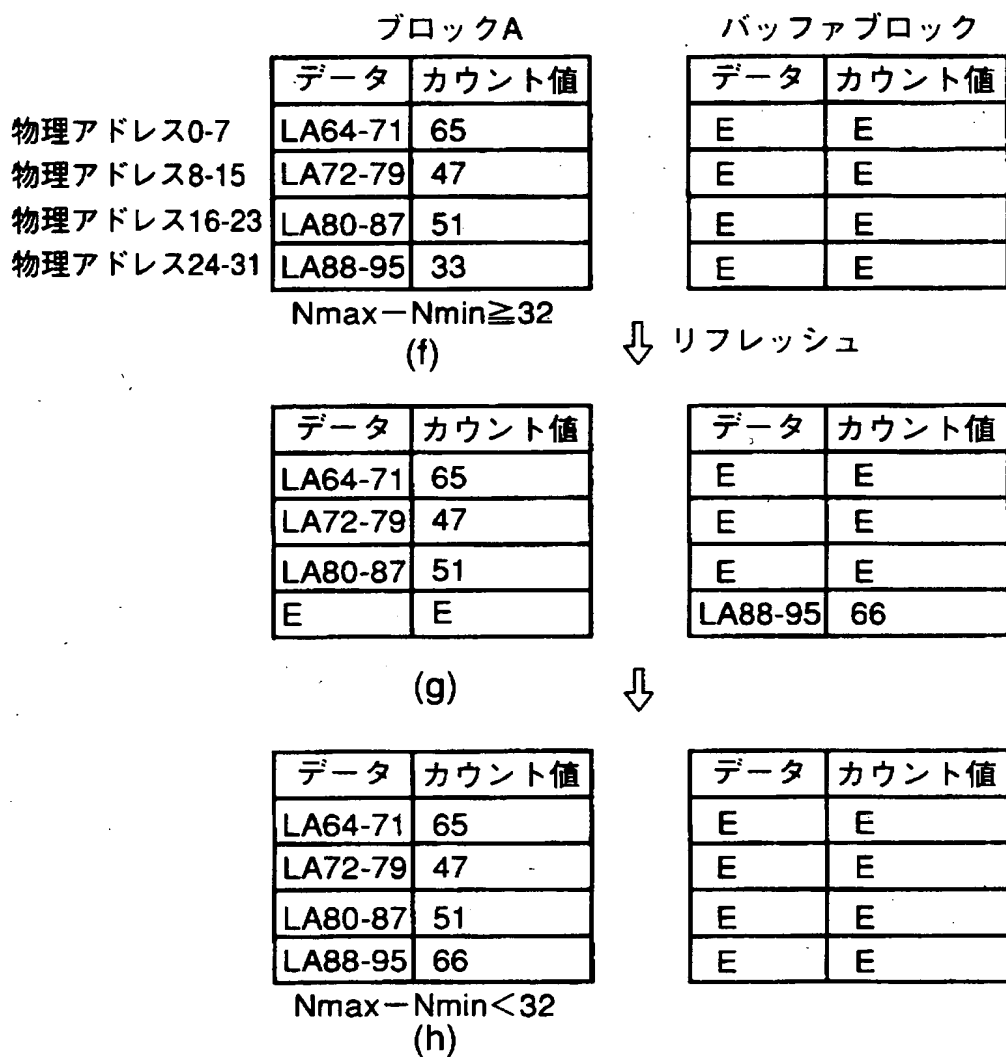 ブロックA バッファブロック
データ カウント値 データ カウント値
物理アドレス0-7 LA64-71 65 E E
物理アドレス8-15 LA72-79 47 E E
物理アドレス16-23 LA80-87 51 E E
物理アドレス24-31 LA88-95 33 E E
Nmax－Nmin≧32
(f) ⇩ リフレッシュ
データ カウント値 データ カウント値
LA64-71 65 E E
LA72-79 47 E E
LA80-87 51 E E
E E LA88-95 66
(g) ⇩
データ カウント値 データ カウント値
LA64-71 65 E E
LA72-79 47 E E
LA80-87 51 E E
LA88-95 66 E E
Nmax－Nmin＜32
(h)